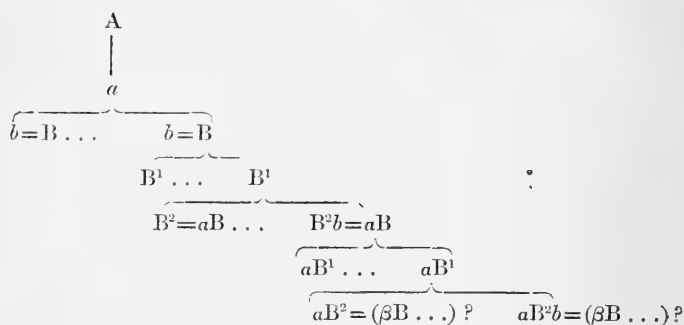 A
a
b=B... b=B
B¹... B¹
B²=aB... B²b=aB
aB¹... aB¹
aB²=(βB...)? aB²b=(βB...)?